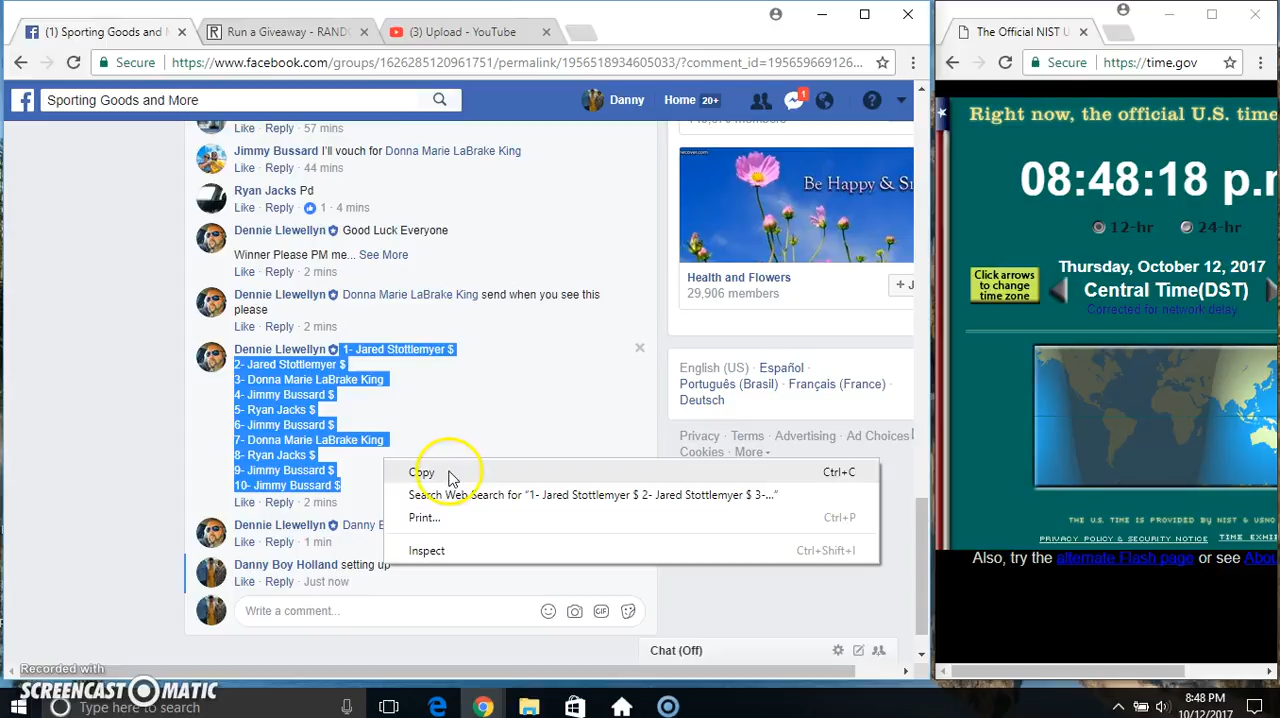 (1) Sporting Goods and M
Run a Giveaway - RAND
(3) Upload - YouTube
The Official NIST U
Secure
https://www.facebook.com/groups/1626285120961751/permalink/1956518934605033/?comment_id=195659669126...
Secure
https://time.gov
Sporting Goods and More
Danny
Home 20+
1
Like · Reply · 57 mins
Jimmy Bussard I'll vouch for Donna Marie LaBrake King
Like · Reply · 44 mins
Ryan Jacks Pd
Like · Reply · 1 · 4 mins
Dennie Llewellyn Good Luck Everyone
Winner Please PM me... See More
Like · Reply · 2 mins
Dennie Llewellyn Donna Marie LaBrake King send when you see this
please
Like · Reply · 2 mins
Dennie Llewellyn 1- Jared Stottlemyer $
2- Jared Stottlemyer $
3- Donna Marie LaBrake King
4- Jimmy Bussard $
5- Ryan Jacks $
6- Jimmy Bussard $
7- Donna Marie LaBrake King
8- Ryan Jacks $
9- Jimmy Bussard $
10- Jimmy Bussard $
Like · Reply · 2 mins
Dennie Llewellyn Danny B
Like · Reply · 1 min
Danny Boy Holland setting up
Like · Reply · Just now
Write a comment...
GIF
Copy Ctrl+C
Search Web Search for "1- Jared Stottlemyer $ 2- Jared Stottlemyer $ 3-..."
Print... Ctrl+P
Inspect Ctrl+Shift+I
Be Happy & S
Health and Flowers
29,906 members
+ J
English (US) · Español ·
Português (Brasil) · Français (France) ·
Deutsch
Privacy · Terms · Advertising · Ad Choices
Cookies · More
Chat (Off)
Right now, the official U.S. time
08:48:18 p.m
12-hr
24-hr
Click arrows
to change
time zone
Thursday, October 12, 2017
Central Time(DST)
Corrected for network delay
THE U.S. TIME IS PROVIDED BY NIST & USNO
PRIVACY POLICY & SECURITY NOTICE
TIME EXHI
Also, try the alternate Flash page or see Abou
Recorded with
SCREENCAST-O-MATIC
Type here to search
8:48 PM
10/12/2017